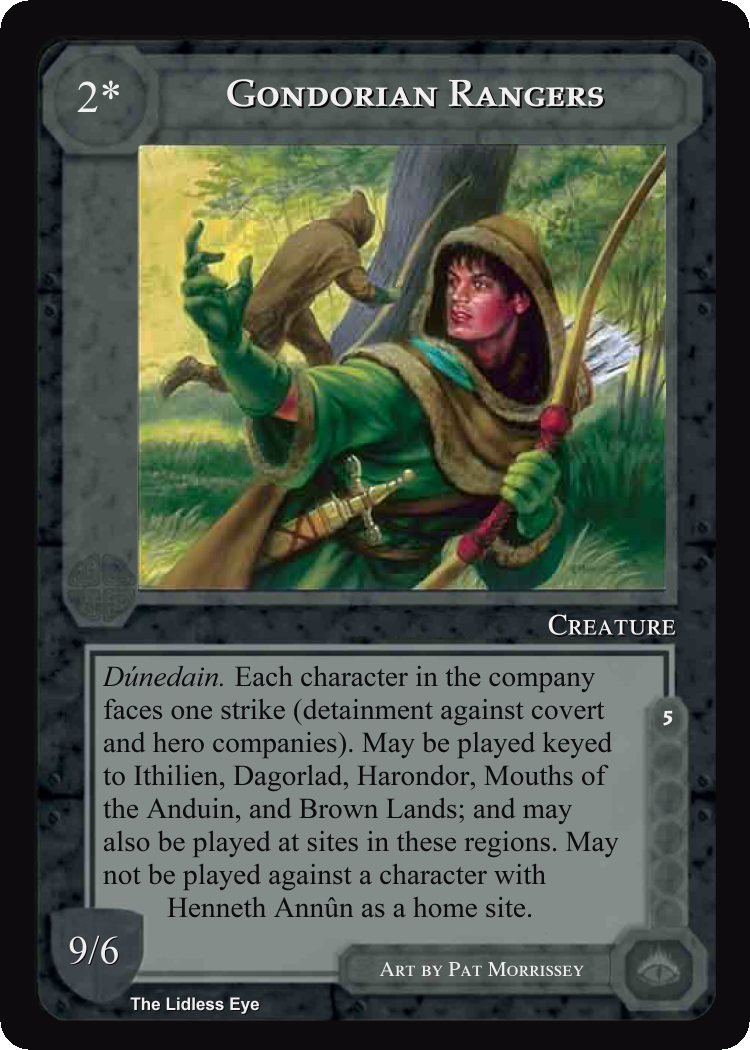 2*
GONDORIAN RANGERS
CREATURE
Dúnedain. Each character in the company
faces one strike (detainment against covert
and hero companies). May be played keyed
to Ithilien, Dagorlad, Harondor, Mouths of
the Anduin, and Brown Lands; and may
also be played at sites in these regions. May
not be played against a character with
Henneth Annûn as a home site.
5
9/6
ART BY PAT MORRISSEY
The Lidless Eye